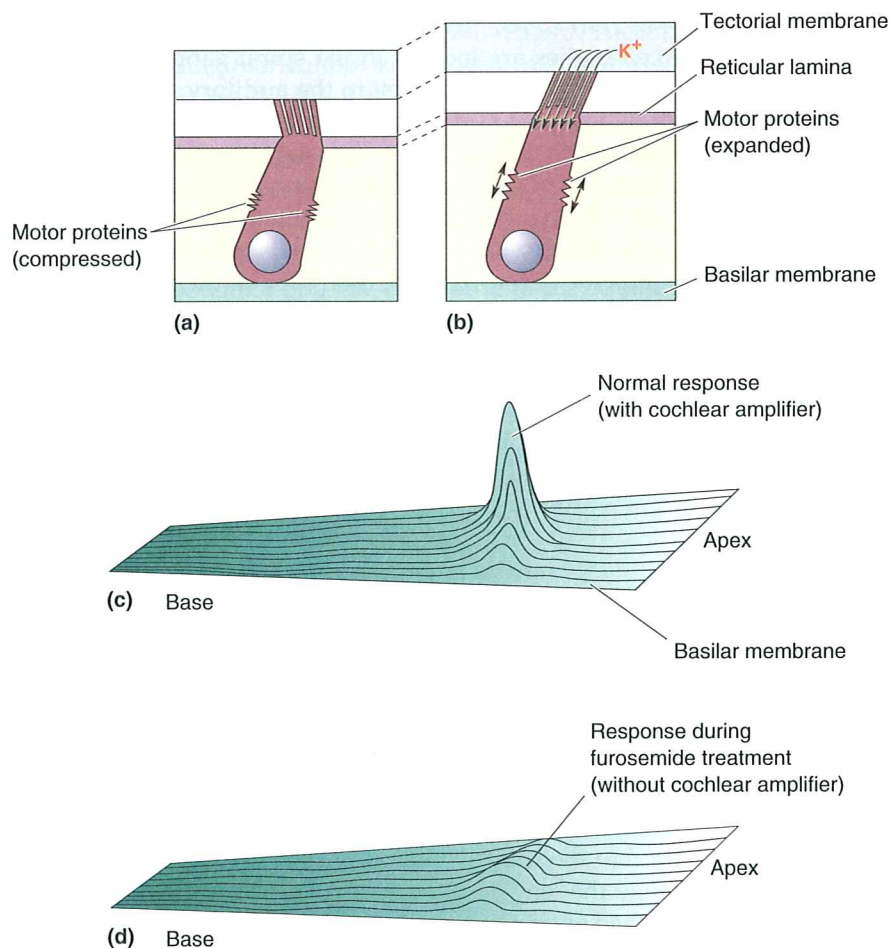 Tectorial membrane
K+
Reticular lamina
Motor proteins
(expanded)
Motor proteins
(compressed)
Basilar membrane
(a)
(b)
Normal response
(with cochlear amplifier)
Apex
(c)
Base
Basilar membrane
Response during
furosemide treatment
(without cochlear amplifier)
Apex
(d)
Base